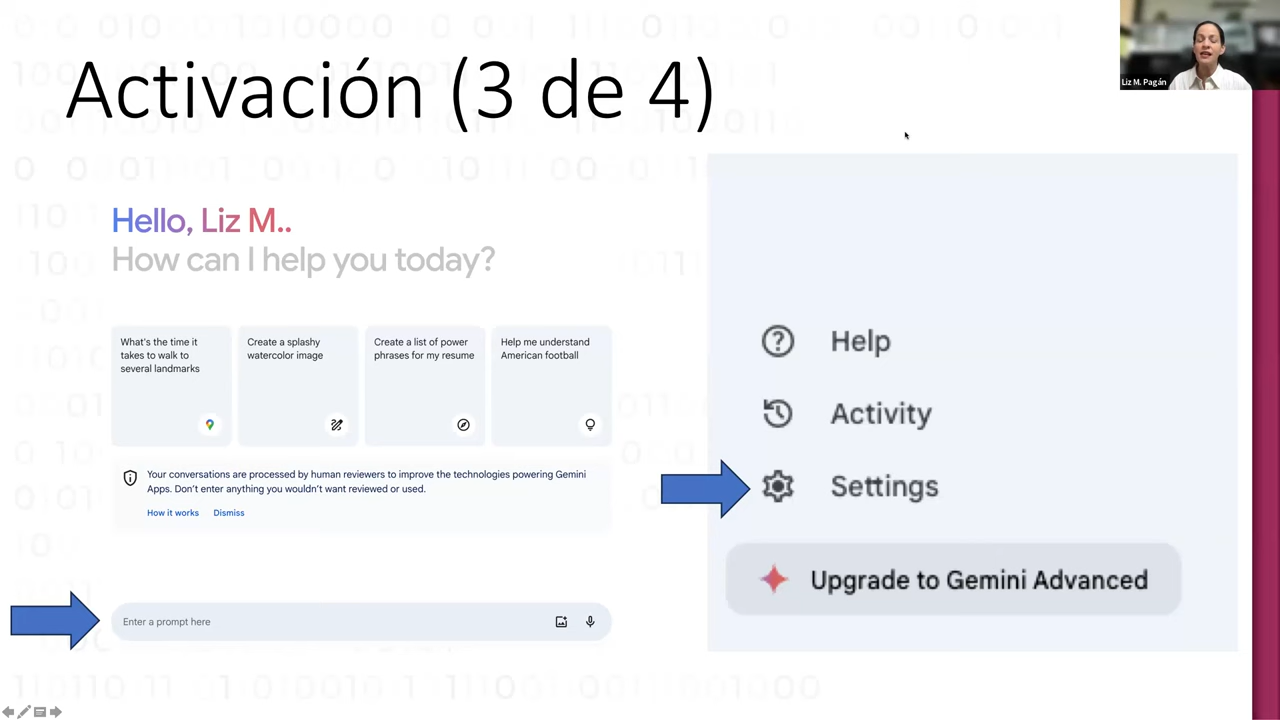 Activación (3 de 4)
Liz M. Pagán
Hello, Liz M..
How can I help you today?
What's the time it
takes to walk to
several landmarks
Create a splashy
watercolor image
Create a list of power
phrases for my resume
Help me understand
American football
Your conversations are processed by human reviewers to improve the technologies powering Gemini
Apps. Don't enter anything you wouldn't want reviewed or used.
How it works Dismiss
Enter a prompt here
Help
Activity
Settings
Upgrade to Gemini Advanced